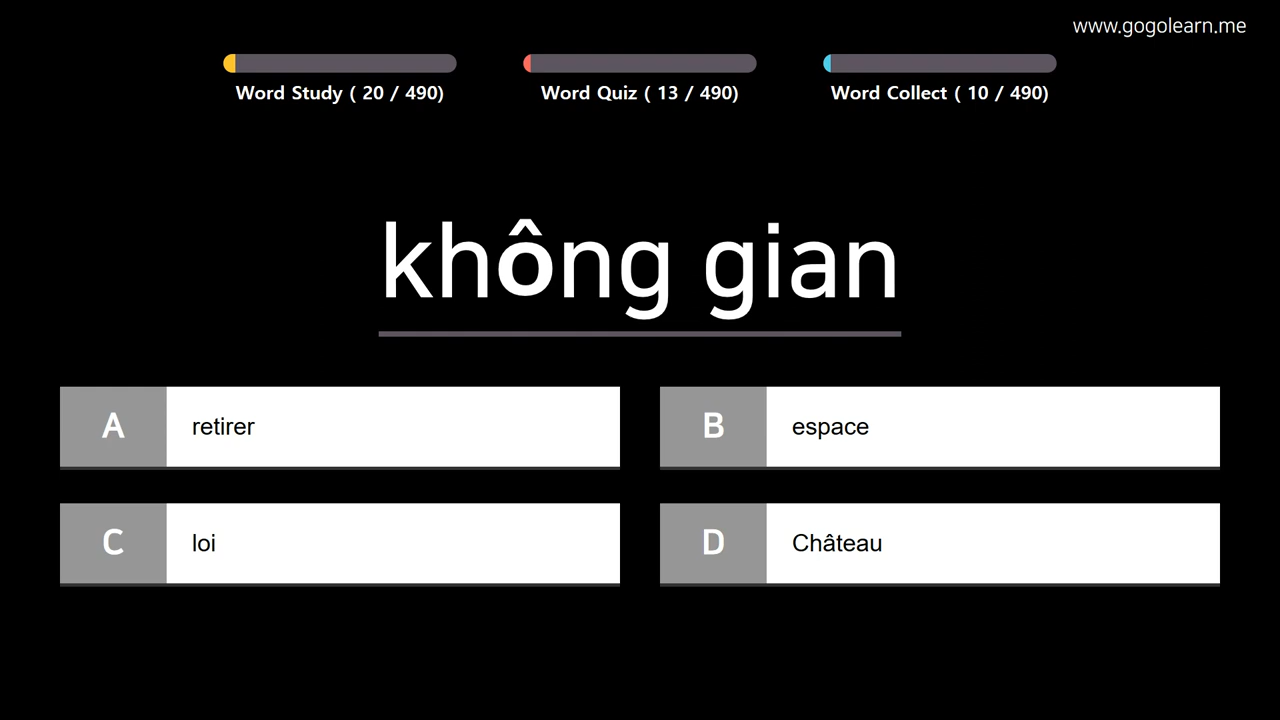 www.gogolearn.me
Word Study ( 20 / 490)
Word Quiz ( 13 / 490)
Word Collect ( 10 / 490)
không gian
A retirer
B espace
C loi
D Château